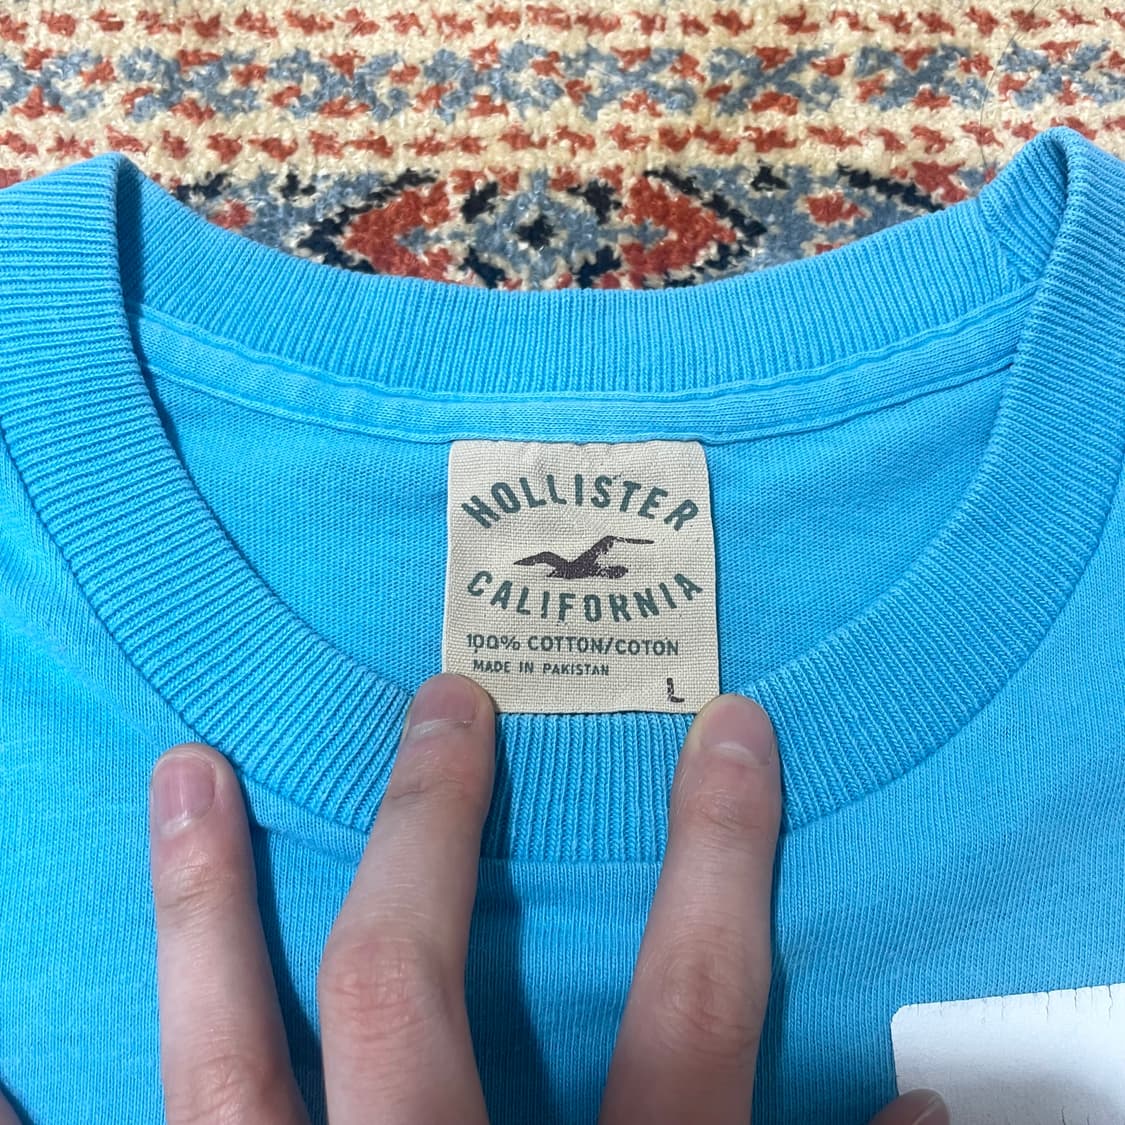 HOLLISTER
CALIFORNIA
100% COTTON/COTON
MADE IN PAKISTAN
L